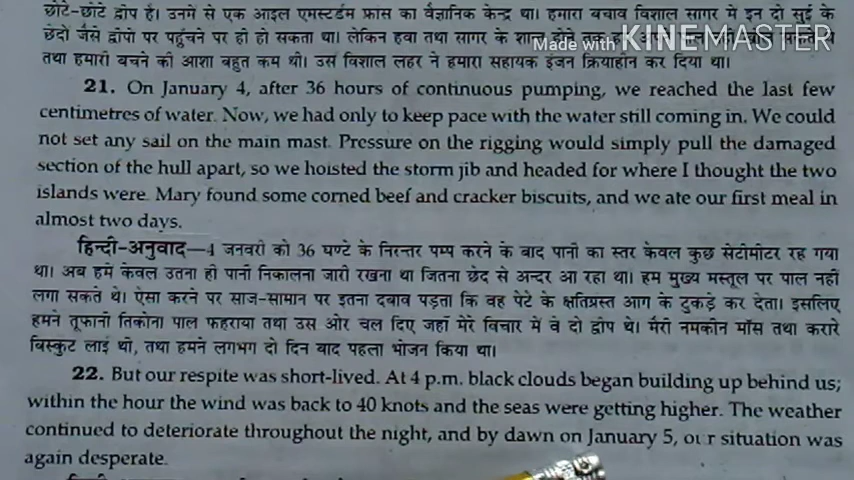 छोटे-छोटे द्वीप है। उनमें से एक आइल एमस्टर्डम फ्रांस का वैज्ञानिक केन्द्र था। हमारा बचाव विशाल सागर में इन दो सुई के
छेदों जैसे द्वीपों पर पहुँचने पर ही हो सकता था। लेकिन हवा तथा सागर के शान्त होने तक
Made with KINEMASTER
तथा हमारी बचने की आशा बहुत कम थी। उस विशाल लहर ने हमारा सहायक इंजन क्रियाहीन कर दिया था।
21. On January 4, after 36 hours of continuous pumping, we reached the last few
centimetres of water. Now, we had only to keep pace with the water still coming in. We could
not set any sail on the main mast. Pressure on the rigging would simply pull the damaged
section of the hull apart, so we hoisted the storm jib and headed for where I thought the two
islands were. Mary found some corned beef and cracker biscuits, and we ate our first meal in
almost two days.
हिन्दी-अनुवाद—4 जनवरी को 36 घण्टे के निरन्तर पम्प करने के बाद पानी का स्तर केवल कुछ सेंटीमीटर रह गया
था। अब हमें केवल उतना ही पानी निकालना जारी रखना था जितना छेद से अन्दर आ रहा था। हम मुख्य मस्तूल पर पाल नहीं
लगा सकते थे। ऐसा करने पर साज-सामान पर इतना दबाव पड़ता कि वह पेटे के क्षतिग्रस्त भाग के टुकड़े कर देता। इसलिए
हमने तूफानी तिकोना पाल फहराया तथा उस ओर चल दिए जहाँ मेरे विचार में वे दो द्वीप थे। मैरी नमकीन माँस तथा करारे
बिस्कुट लाई थी, तथा हमने लगभग दो दिन बाद पहला भोजन किया था।
22. But our respite was short-lived. At 4 p.m. black clouds began building up behind us;
within the hour the wind was back to 40 knots and the seas were getting higher. The weather
continued to deteriorate throughout the night, and by dawn on January 5, our situation was
again desperate.